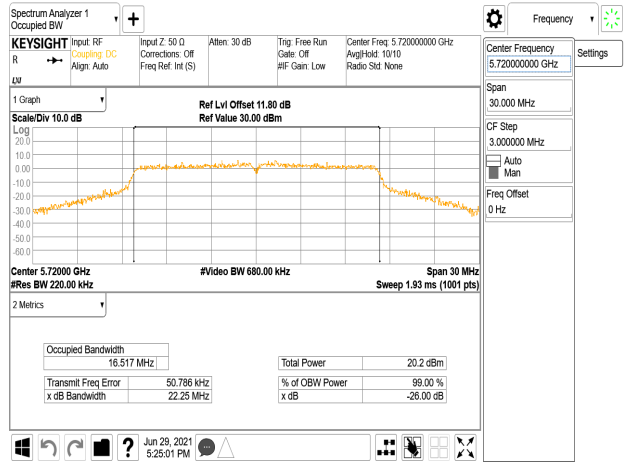 Spectrum Analyzer 1
Occupied BW
Frequency
KEYSIGHT Input: RF Input Z: 50 Ω Atten: 30 dB Trig: Free Run Center Freq: 5.720000000 GHz
R Coupling: DC Corrections: Off Gate: Off Avg|Hold: 10/10
Align: Auto Freq Ref: Int (S) #IF Gain: Low Radio Std: None
Center Frequency
5.720000000 GHz
Settings
Span
30.000 MHz
CF Step
3.000000 MHz
Auto
Man
Freq Offset
0 Hz
1 Graph
Ref Lvl Offset 11.80 dB
Scale/Div 10.0 dB Ref Value 30.00 dBm
Log
20.0
10.0
0.00
-10.0
-20.0
-30.0
-40.0
-50.0
-60.0
Center 5.72000 GHz #Video BW 680.00 kHz Span 30 MHz
#Res BW 220.00 kHz Sweep 1.93 ms (1001 pts)
2 Metrics
Occupied Bandwidth
16.517 MHz Total Power 20.2 dBm
Transmit Freq Error 50.786 kHz % of OBW Power 99.00 %
x dB Bandwidth 22.25 MHz x dB -26.00 dB
? Jun 29, 2021
5:25:01 PM